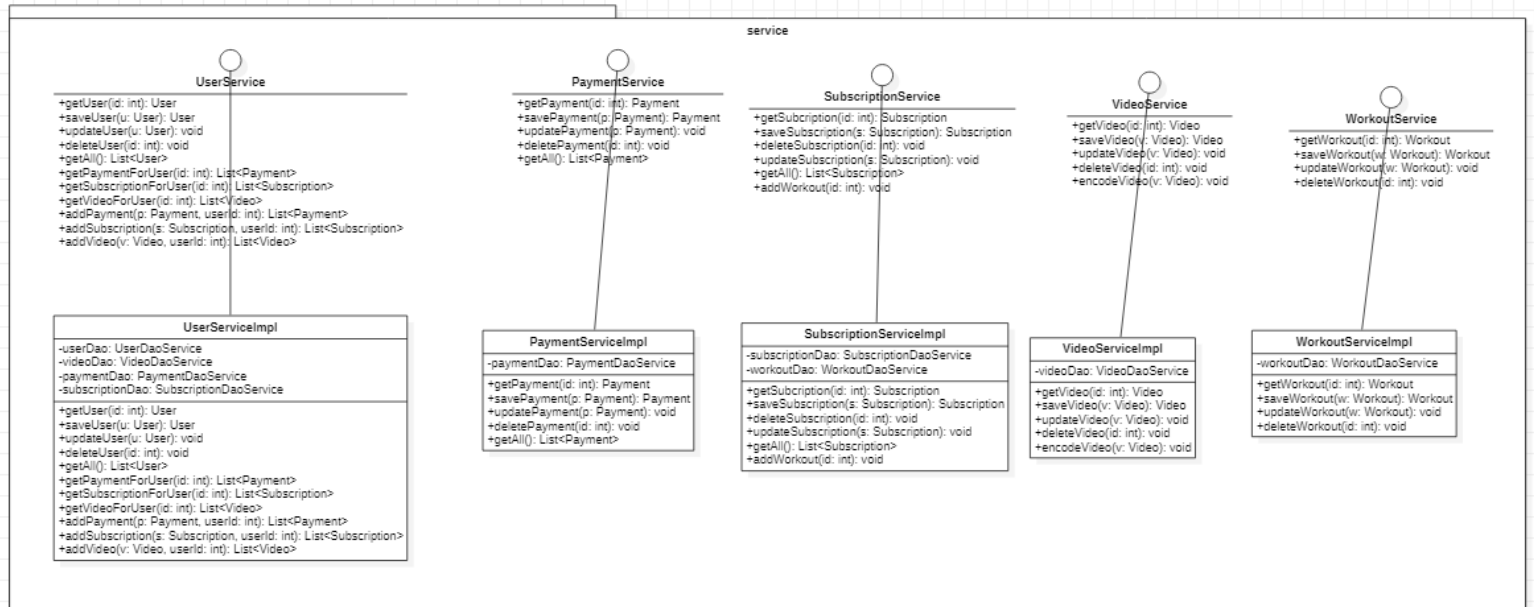 service
UserService
+getUser(id: int): User
+saveUser(u: User): User
+updateUser(u: User): void
+deleteUser(id: int): void
+getAll(): List<User>
+getPaymentForUser(id: int): List<Payment>
+getSubscriptionForUser(id: int): List<Subscription>
+getVideoForUser(id: int): List<Video>
+addPayment(p: Payment, userId: int): List<Payment>
+addSubscription(s: Subscription, userId: int): List<Subscription>
+addVideo(v: Video, userId: int): List<Video>
PaymentService
+getPayment(id: int): Payment
+savePayment(p: Payment): Payment
+updatePayment(p: Payment): void
+deletePayment(id: int): void
+getAll(): List<Payment>
SubscriptionService
+getSubcription(id: int): Subscription
+saveSubscription(s: Subscription): Subscription
+deleteSubscription(id: int): void
+updateSubscription(s: Subscription): void
+getAll(): List<Subscription>
+addWorkout(id: int): void
VideoService
+getVideo(id: int): Video
+saveVideo(v: Video): Video
+updateVideo(v: Video): void
+deleteVideo(id: int): void
+encodeVideo(v: Video): void
WorkoutService
+getWorkout(id: int): Workout
+saveWorkout(w: Workout): Workout
+updateWorkout(w: Workout): void
+deleteWorkout(id: int): void
UserServiceImpl
-userDao: UserDaoService
-videoDao: VideoDaoService
-paymentDao: PaymentDaoService
-subscriptionDao: SubscriptionDaoService
+getUser(id: int): User
+saveUser(u: User): User
+updateUser(u: User): void
+deleteUser(id: int): void
+getAll(): List<User>
+getPaymentForUser(id: int): List<Payment>
+getSubscriptionForUser(id: int): List<Subscription>
+getVideoForUser(id: int): List<Video>
+addPayment(p: Payment, userId: int): List<Payment>
+addSubscription(s: Subscription, userId: int): List<Subscription>
+addVideo(v: Video, userId: int): List<Video>
PaymentServiceImpl
-paymentDao: PaymentDaoService
+getPayment(id: int): Payment
+savePayment(p: Payment): Payment
+updatePayment(p: Payment): void
+deletePayment(id: int): void
+getAll(): List<Payment>
SubscriptionServiceImpl
-subscriptionDao: SubscriptionDaoService
-workoutDao: WorkoutDaoService
+getSubcription(id: int): Subscription
+saveSubscription(s: Subscription): Subscription
+deleteSubscription(id: int): void
+updateSubscription(s: Subscription): void
+getAll(): List<Subscription>
+addWorkout(id: int): void
VideoServiceImpl
-videoDao: VideoDaoService
+getVideo(id: int): Video
+saveVideo(v: Video): Video
+updateVideo(v: Video): void
+deleteVideo(id: int): void
+encodeVideo(v: Video): void
WorkoutServiceImpl
-workoutDao: WorkoutDaoService
+getWorkout(id: int): Workout
+saveWorkout(w: Workout): Workout
+updateWorkout(w: Workout): void
+deleteWorkout(id: int): void